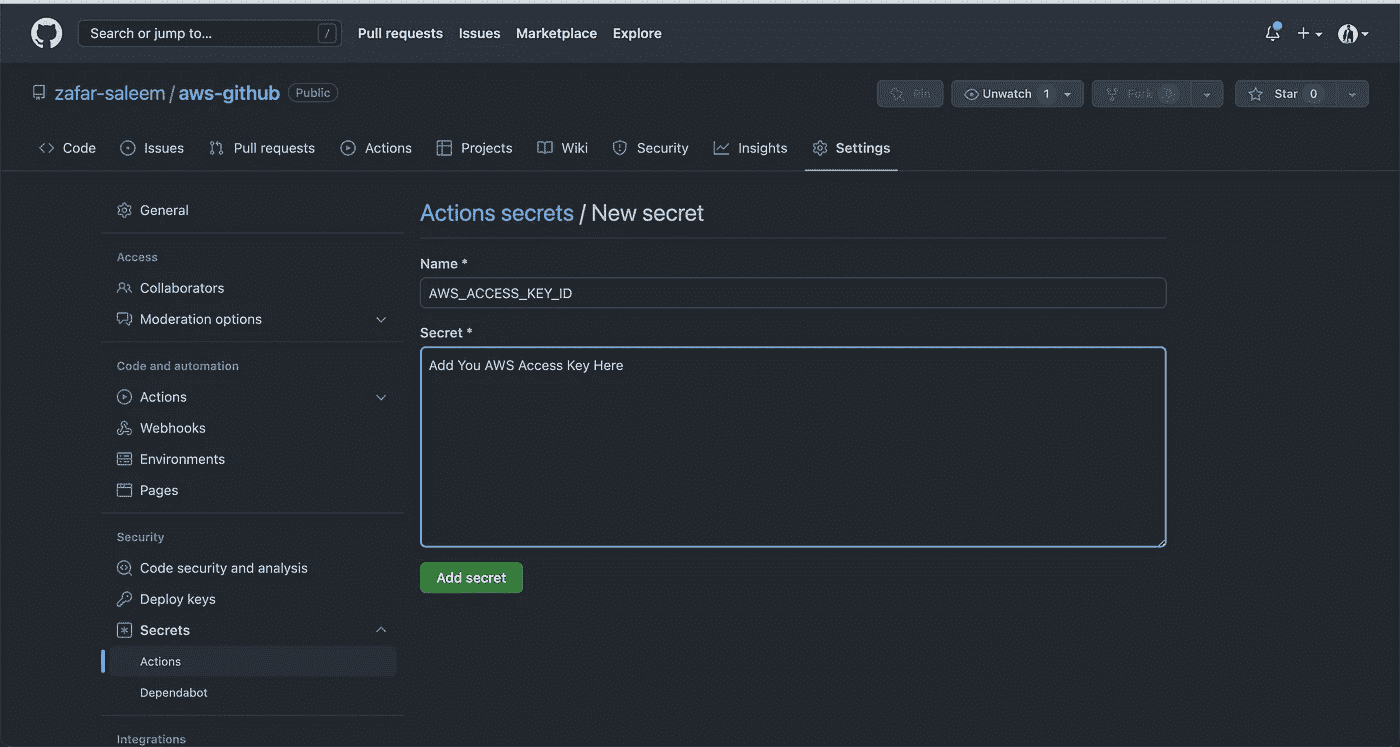 Search or jump to... /
Pull requests Issues Marketplace Explore
zafar-saleem / aws-github Public
Pin Unwatch 1 Fork 0 Star 0
Code Issues Pull requests Actions Projects Wiki Security Insights Settings
General
Access
Collaborators
Moderation options
Code and automation
Actions
Webhooks
Environments
Pages
Security
Code security and analysis
Deploy keys
Secrets
Actions
Dependabot
Integrations
Actions secrets / New secret
Name *
AWS_ACCESS_KEY_ID
Secret *
Add You AWS Access Key Here
Add secret